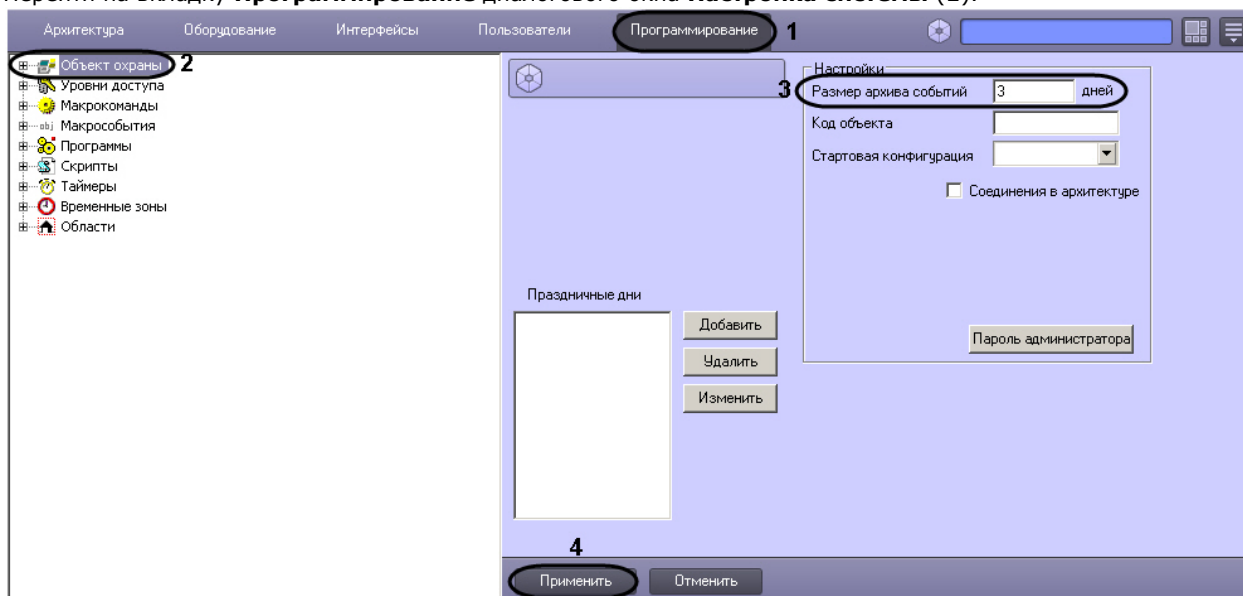 Перейти на вкладку Программирование диалогового окна Настройка системы (1).
Архитектура Оборудование Интерфейсы Пользователи Программирование 1
Объект охраны 2
Уровни доступа
Макрокоманды
Макрособытия
Программы
Скрипты
Таймеры
Временные зоны
Области
Настройки
3 Размер архива событий 3 дней
Код объекта
Стартовая конфигурация
Соединения в архитектуре
Пароль администратора
Праздничные дни
Добавить
Удалить
Изменить
4
Применить Отменить